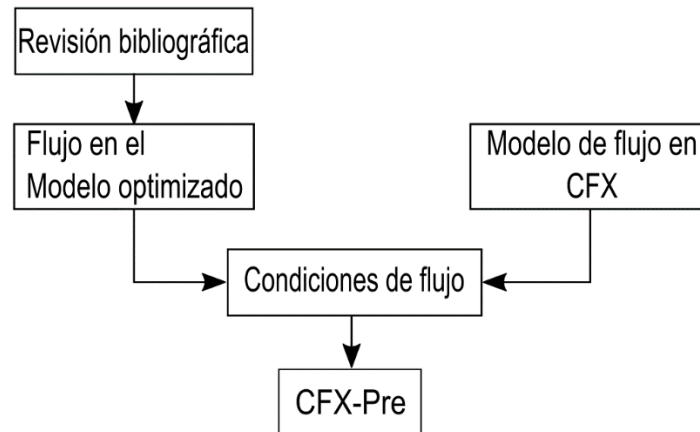 Revisión bibliográfica
Flujo en el
Modelo optimizado
Modelo de flujo en
CFX
Condiciones de flujo
CFX-Pre